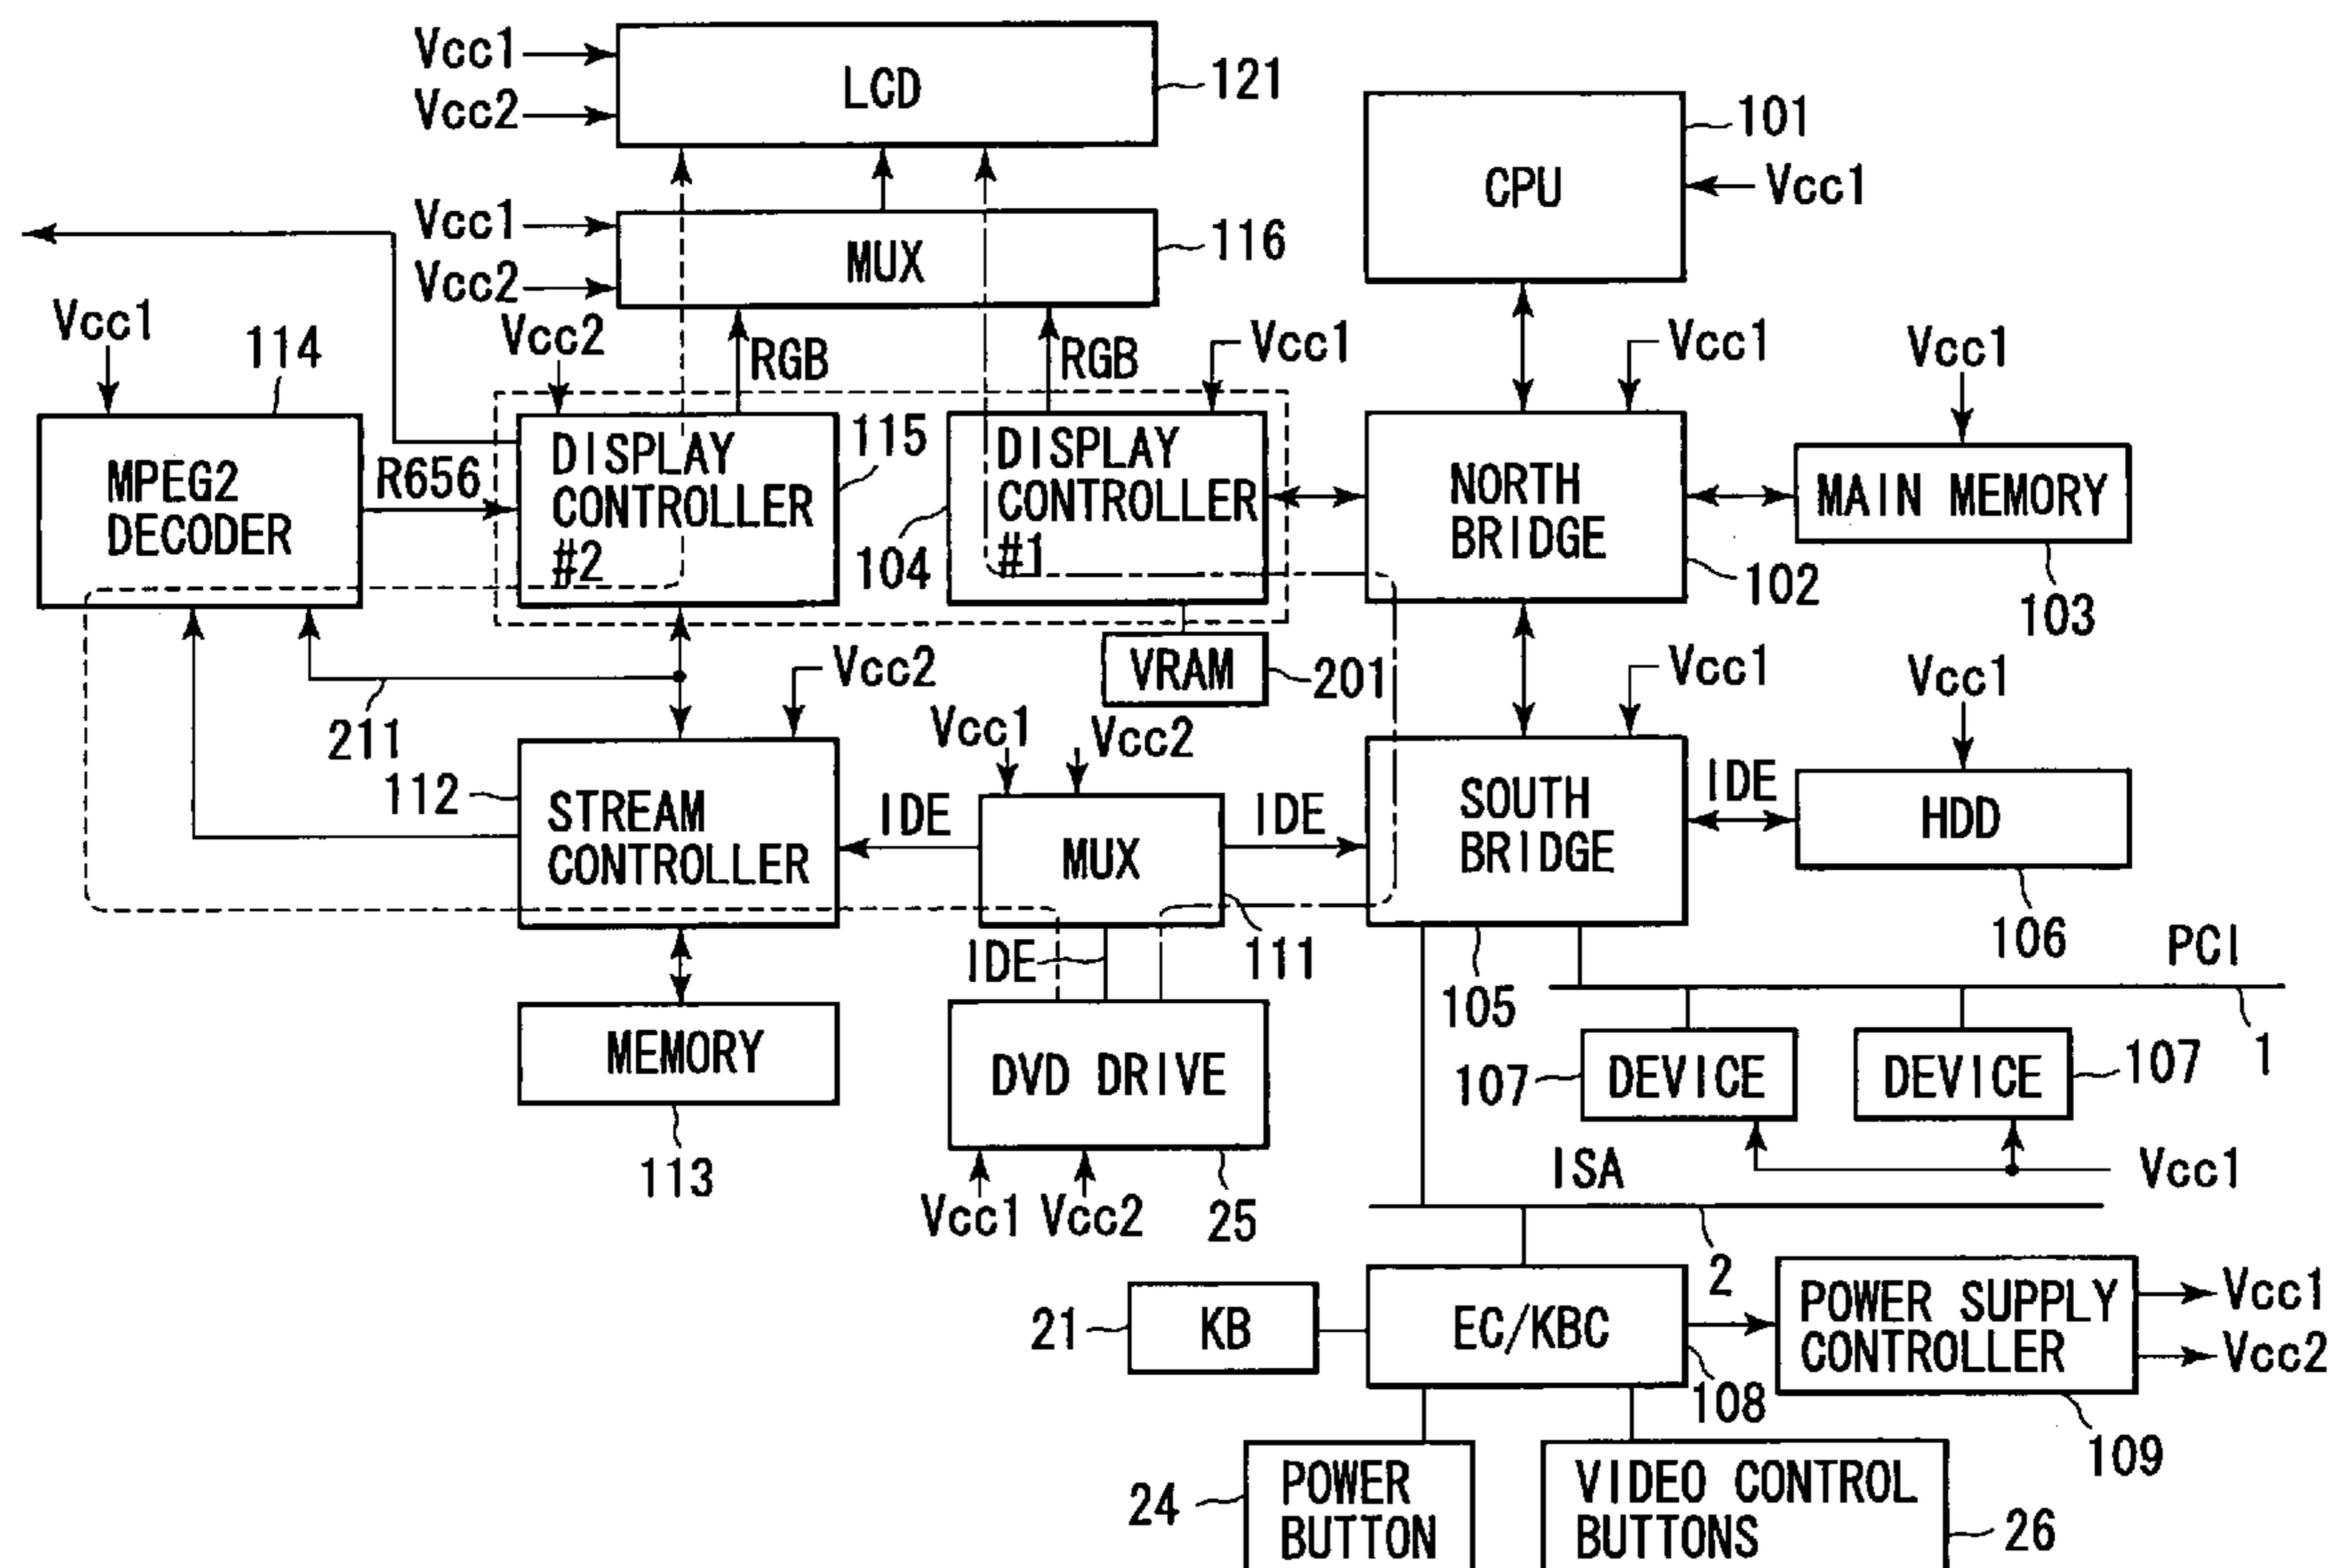 Vcc1
LCD
121
Vcc2
101
CPU
Vcc1
Vcc1
MUX
116
Vcc2
Vcc1
114
Vcc2
RGB
RGB
Vcc1
Vcc1
Vcc1
MPEG2
DECODER
R656
DISPLAY
CONTROLLER
#2
115
104
DISPLAY
CONTROLLER
#1
NORTH
BRIDGE
102
MAIN MEMORY
103
VRAM
201
211
Vcc2
Vcc1
Vcc2
Vcc1
Vcc1
112
STREAM
CONTROLLER
IDE
MUX
IDE
SOUTH
BRIDGE
IDE
HDD
IDE
111
105
106
PCI
1
MEMORY
113
DVD DRIVE
25
Vcc1
Vcc2
107
DEVICE
DEVICE
107
Vcc1
ISA
2
21
KB
EC/KBC
108
POWER SUPPLY
CONTROLLER
Vcc1
Vcc2
109
24
POWER
BUTTON
VIDEO CONTROL
BUTTONS
26